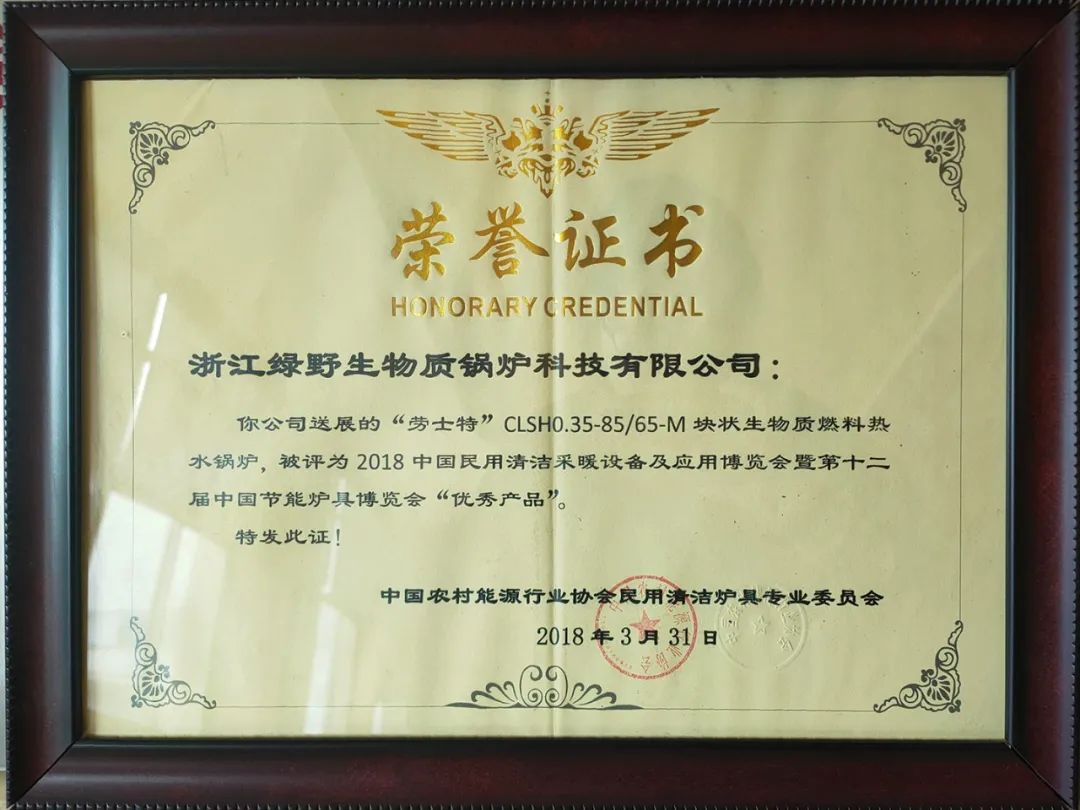 荣誉证书
HONORARY CREDENTIAL
浙江绿野生物质锅炉科技有限公司：
你公司送展的“劳士特”CLSH0.35-85/65-M 块状生物质燃料热
水锅炉，被评为 2018 中国民用清洁采暖设备及应用博览会暨第十二
届中国节能炉具博览会“优秀产品”。
特发此证！
中国农村能源行业协会民用清洁炉具专业委员会
2018 年 3 月 31 日